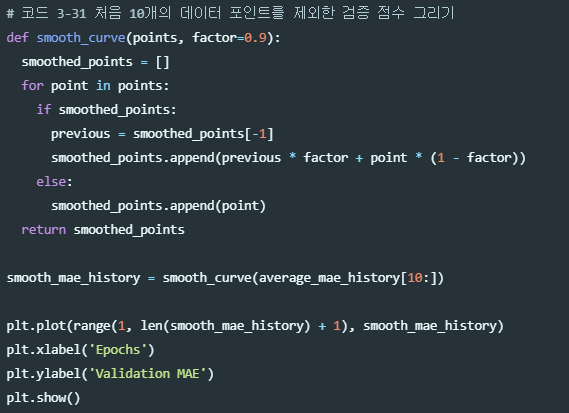 # 코드 3-31 처음 10개의 데이터 포인트를 제외한 검증 점수 그리기
def smooth_curve(points, factor=0.9):
  smoothed_points = []
  for point in points:
    if smoothed_points:
      previous = smoothed_points[-1]
      smoothed_points.append(previous * factor + point * (1 - factor))
    else:
      smoothed_points.append(point)
  return smoothed_points

smooth_mae_history = smooth_curve(average_mae_history[10:])

plt.plot(range(1, len(smooth_mae_history) + 1), smooth_mae_history)
plt.xlabel('Epochs')
plt.ylabel('Validation MAE')
plt.show()